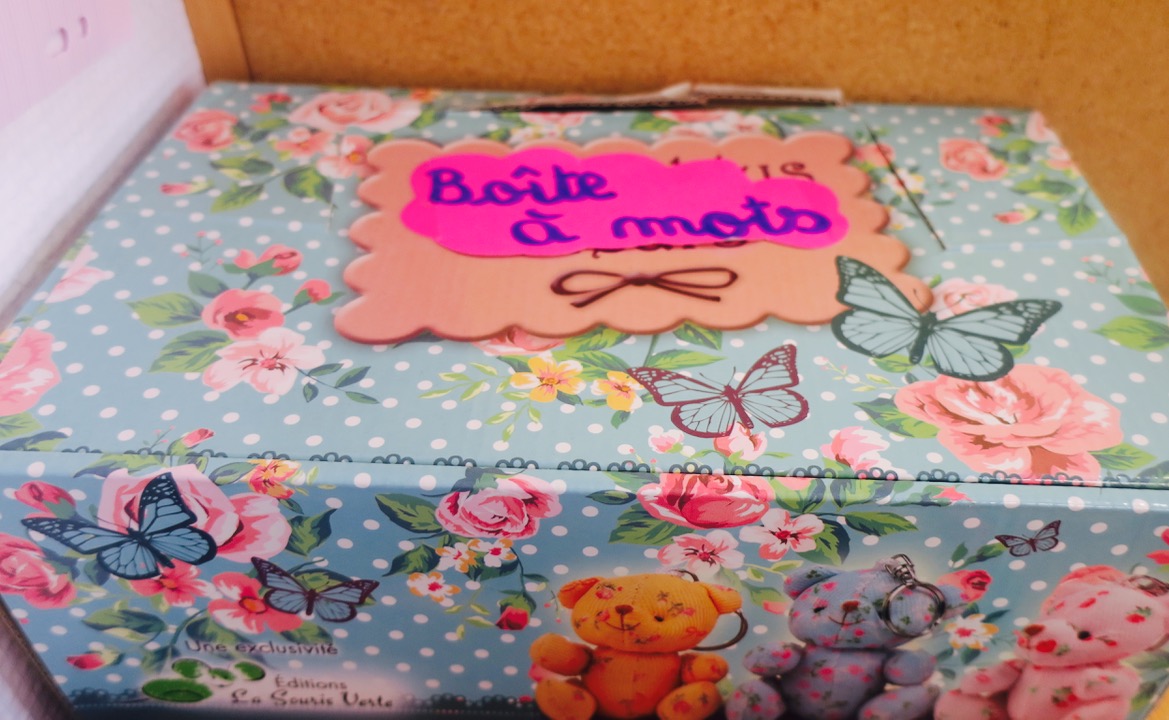 Boîte
à mots
Une exclusivité
Éditions
La Souris Verte